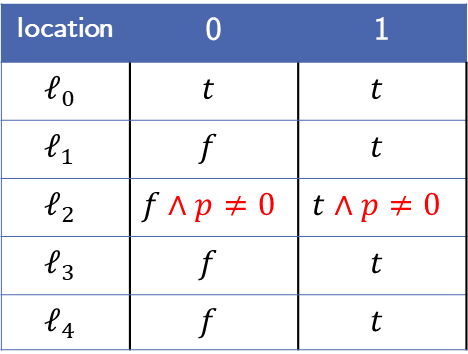 location 0 1
ℓ₀ t t
ℓ₁ f t
ℓ₂ f ∧ p ≠ 0 t ∧ p ≠ 0
ℓ₃ f t
ℓ₄ f t